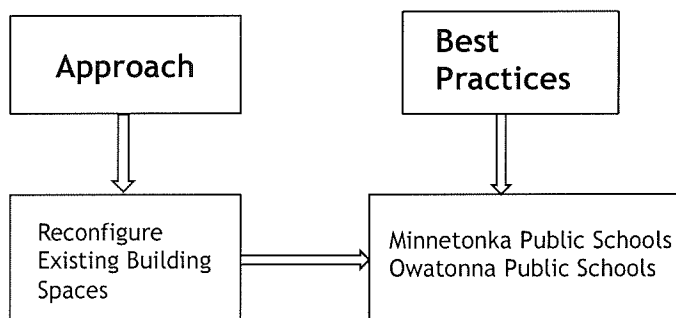 Approach
Best
Practices
Reconfigure
Existing Building
Spaces
Minnetonka Public Schools
Owatonna Public Schools